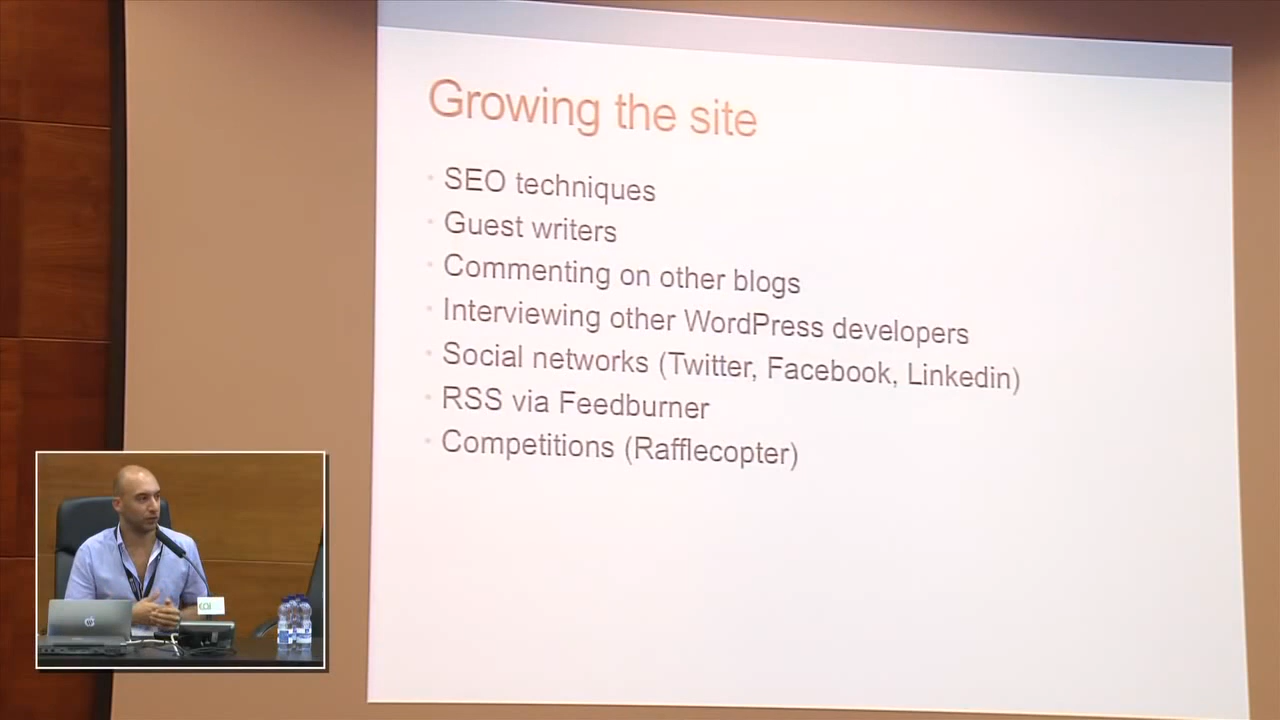 Growing the site
• SEO techniques
• Guest writers
• Commenting on other blogs
• Interviewing other WordPress developers
• Social networks (Twitter, Facebook, Linkedin)
• RSS via Feedburner
• Competitions (Rafflecopter)
hp